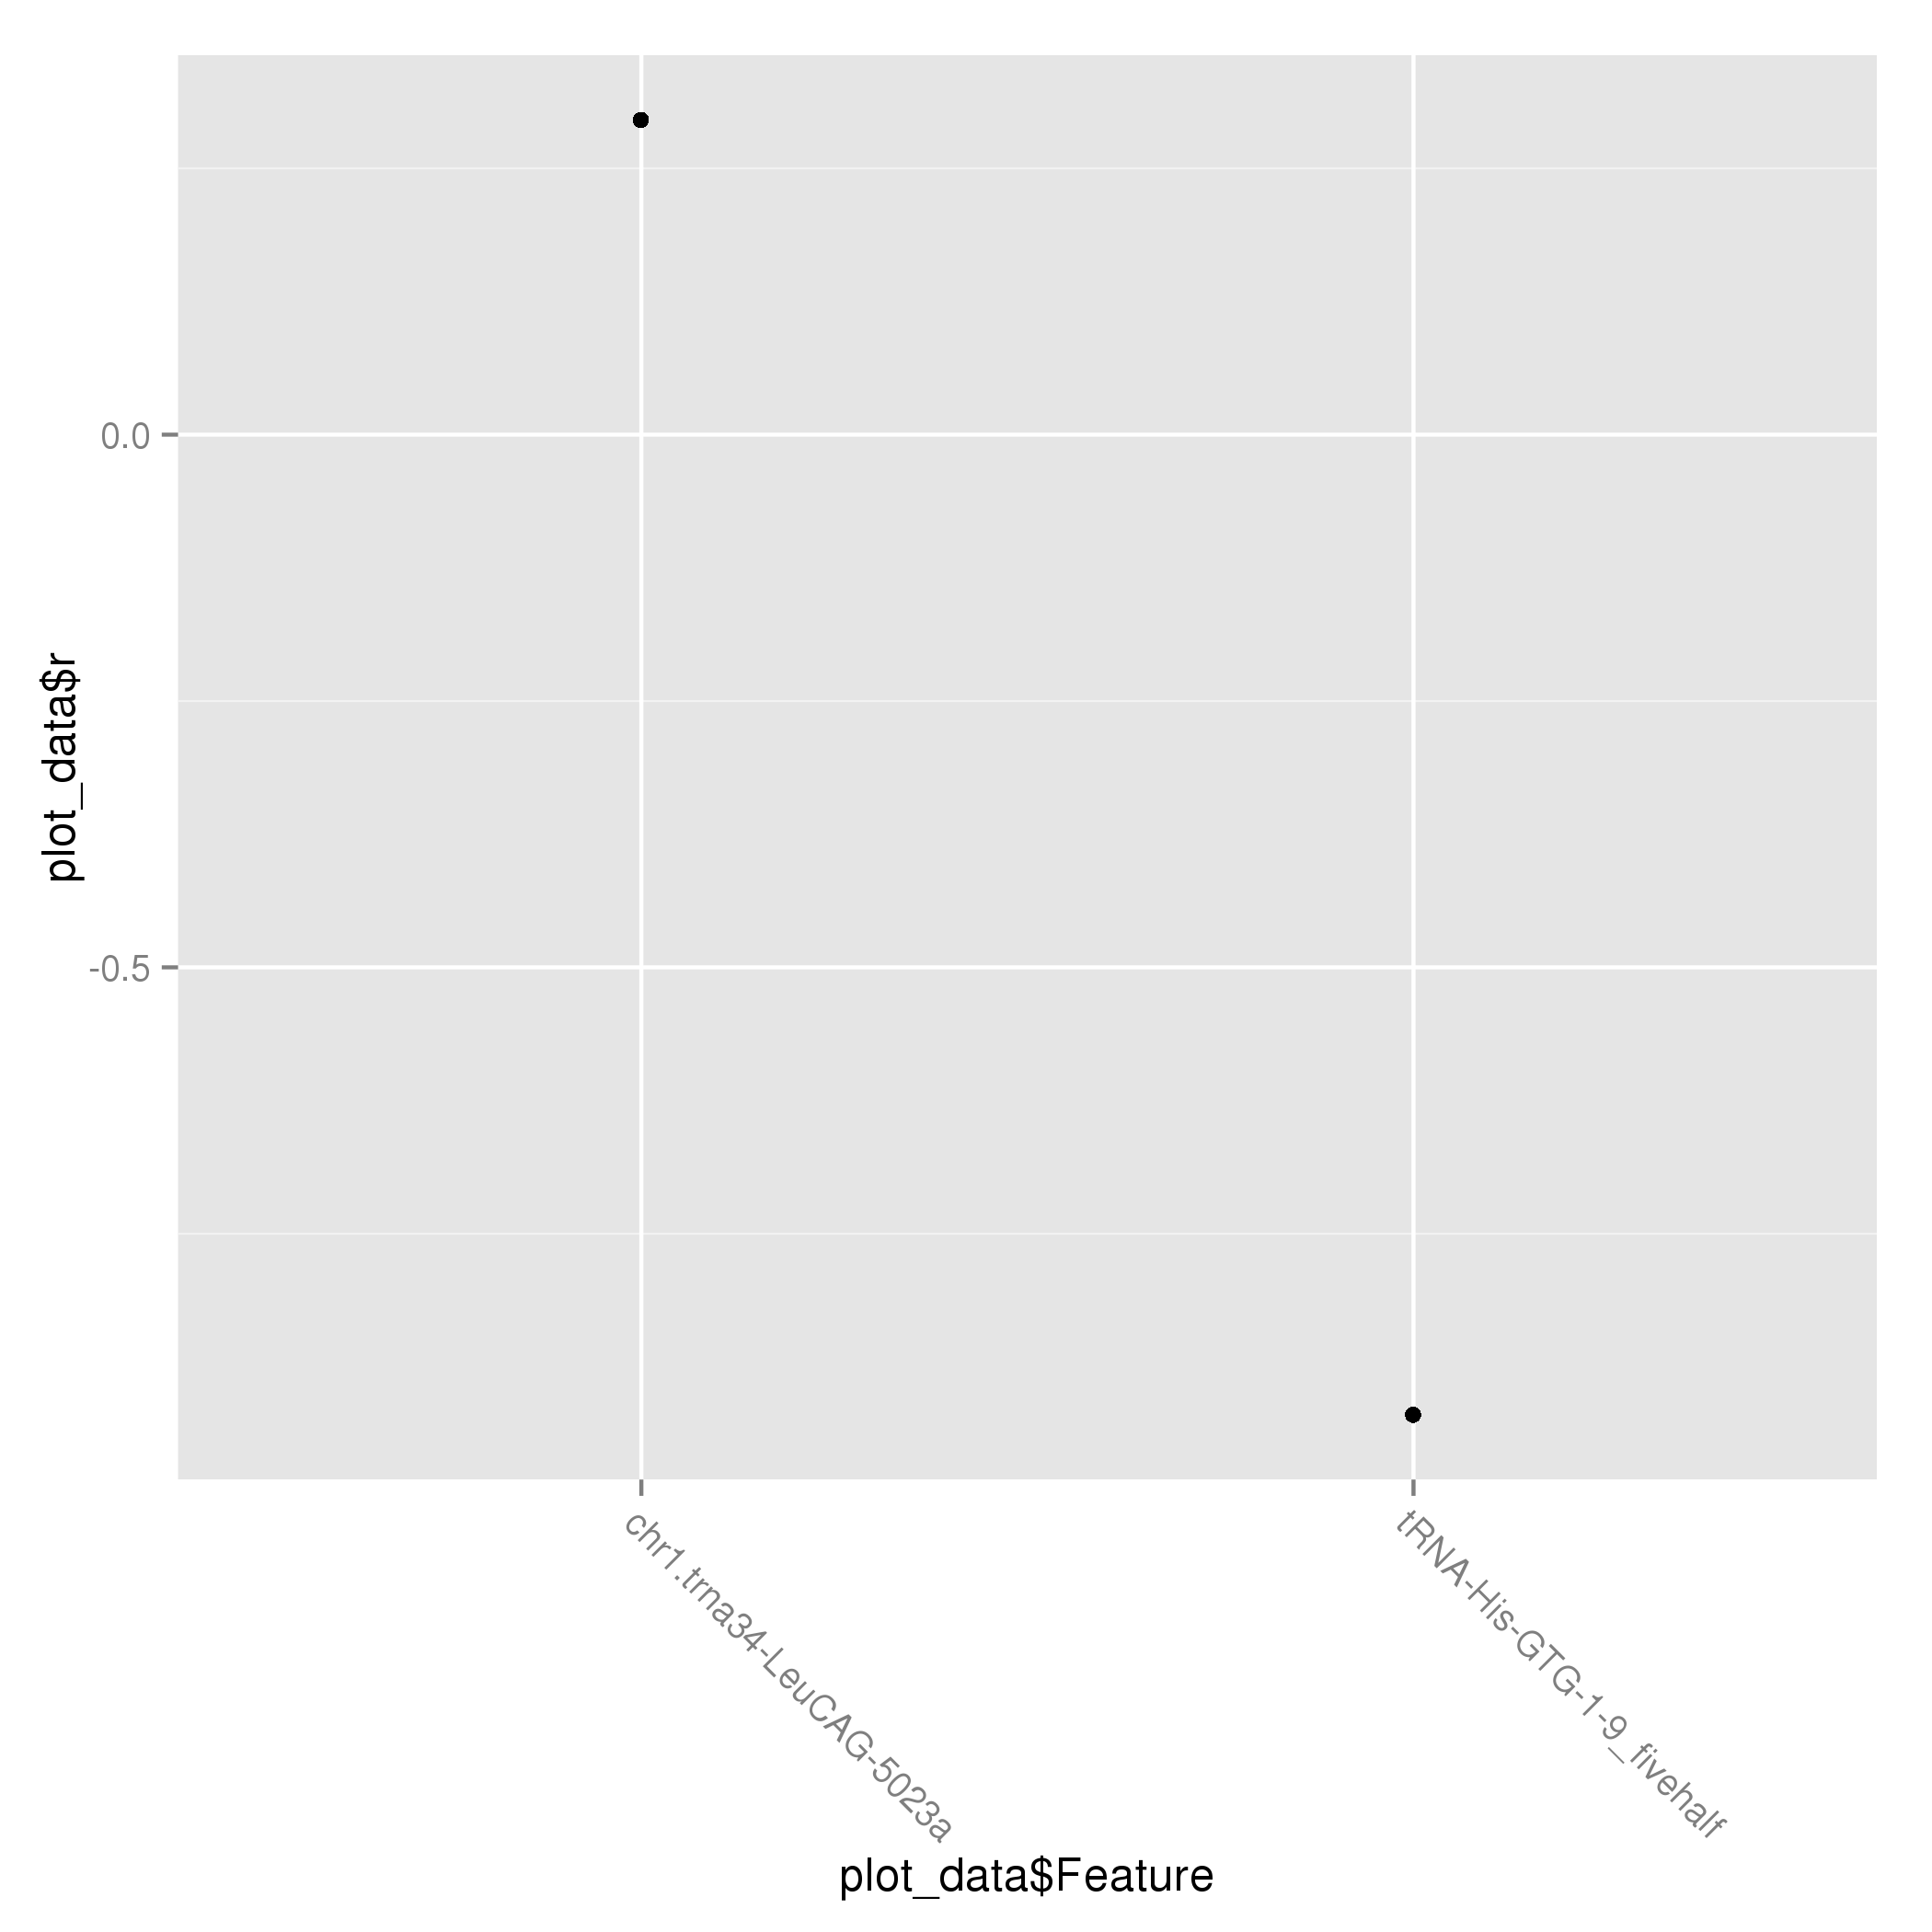 plot_data$r
0.0
-0.5
chr1.trna34-LeuCAG-5023a
tRNA-His-GTG-1-9_fivehalf
plot_data$Feature